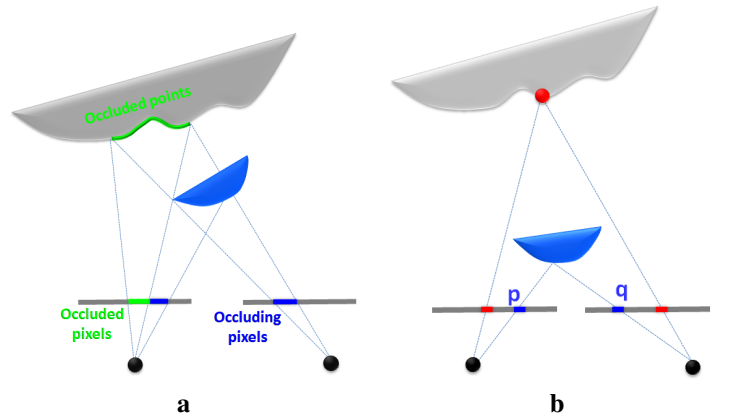 Occluded points
Occluded
pixels
Occluding
pixels
p
q
a
b